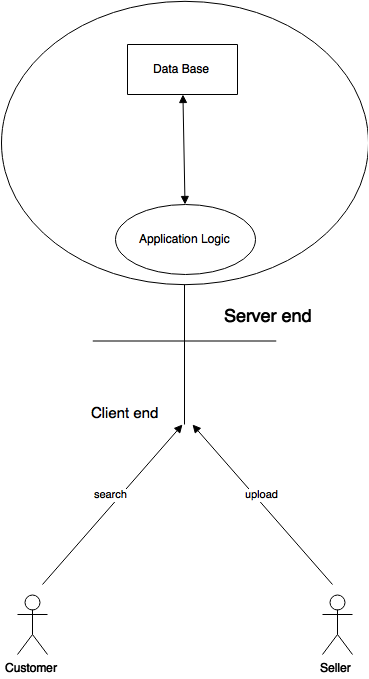 Data Base
Application Logic
Server end
Client end
search
upload
Customer
Seller